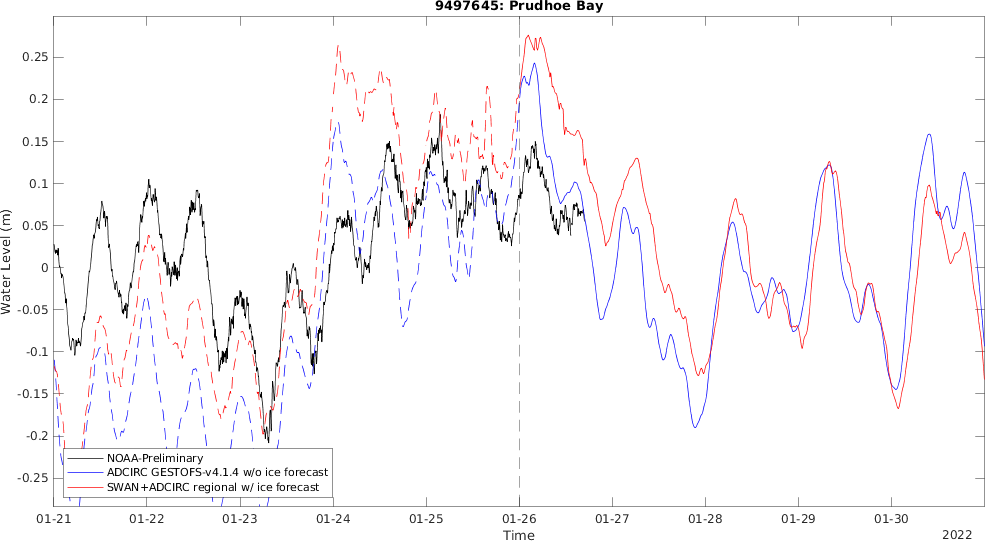 9497645: Prudhoe Bay
0.25
0.2
0.15
0.1
0.05
0
-0.05
-0.1
-0.15
-0.2
-0.25
Water Level (m)
NOAA-Preliminary
ADCIRC GESTOFS-v4.1.4 w/o ice forecast
SWAN+ADCIRC regional w/ ice forecast
01-21 01-22 01-23 01-24 01-25 01-26 01-27 01-28 01-29 01-30
Time
2022